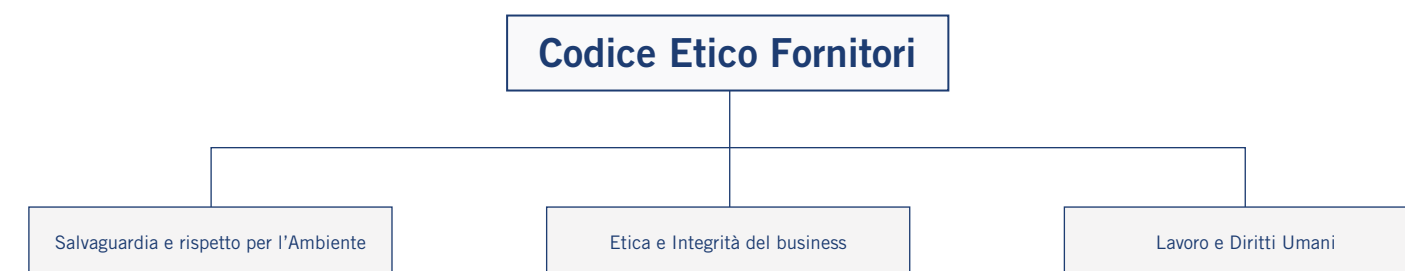 Codice Etico Fornitori
Salvaguardia e rispetto per l'Ambiente
Etica e Integrità del business
Lavoro e Diritti Umani